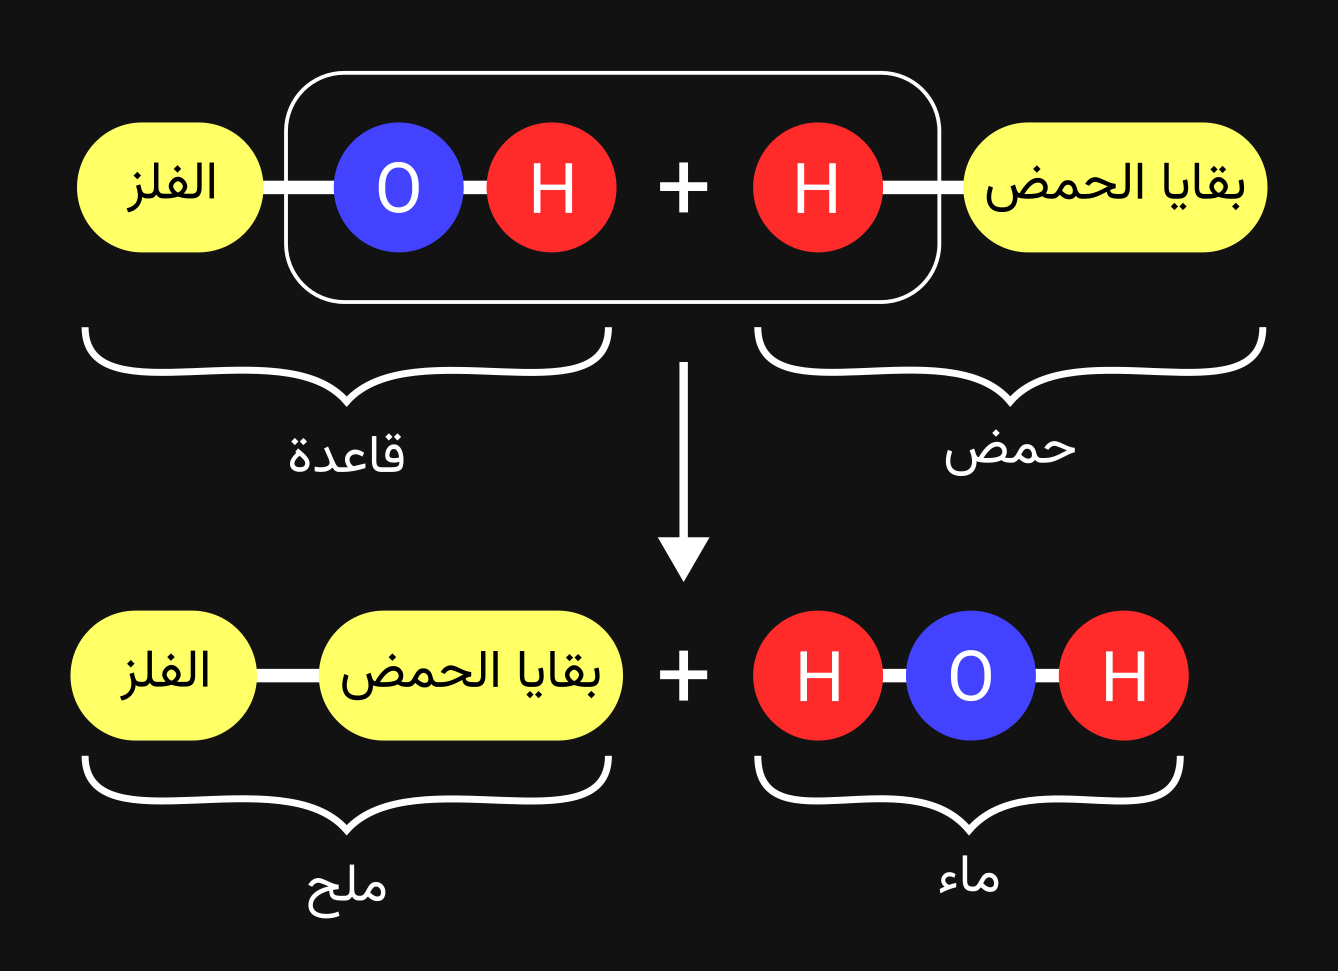 الفلز O H + H بقايا الحمض
قاعدة حمض
الفلز بقايا الحمض + H O H
ملح ماء